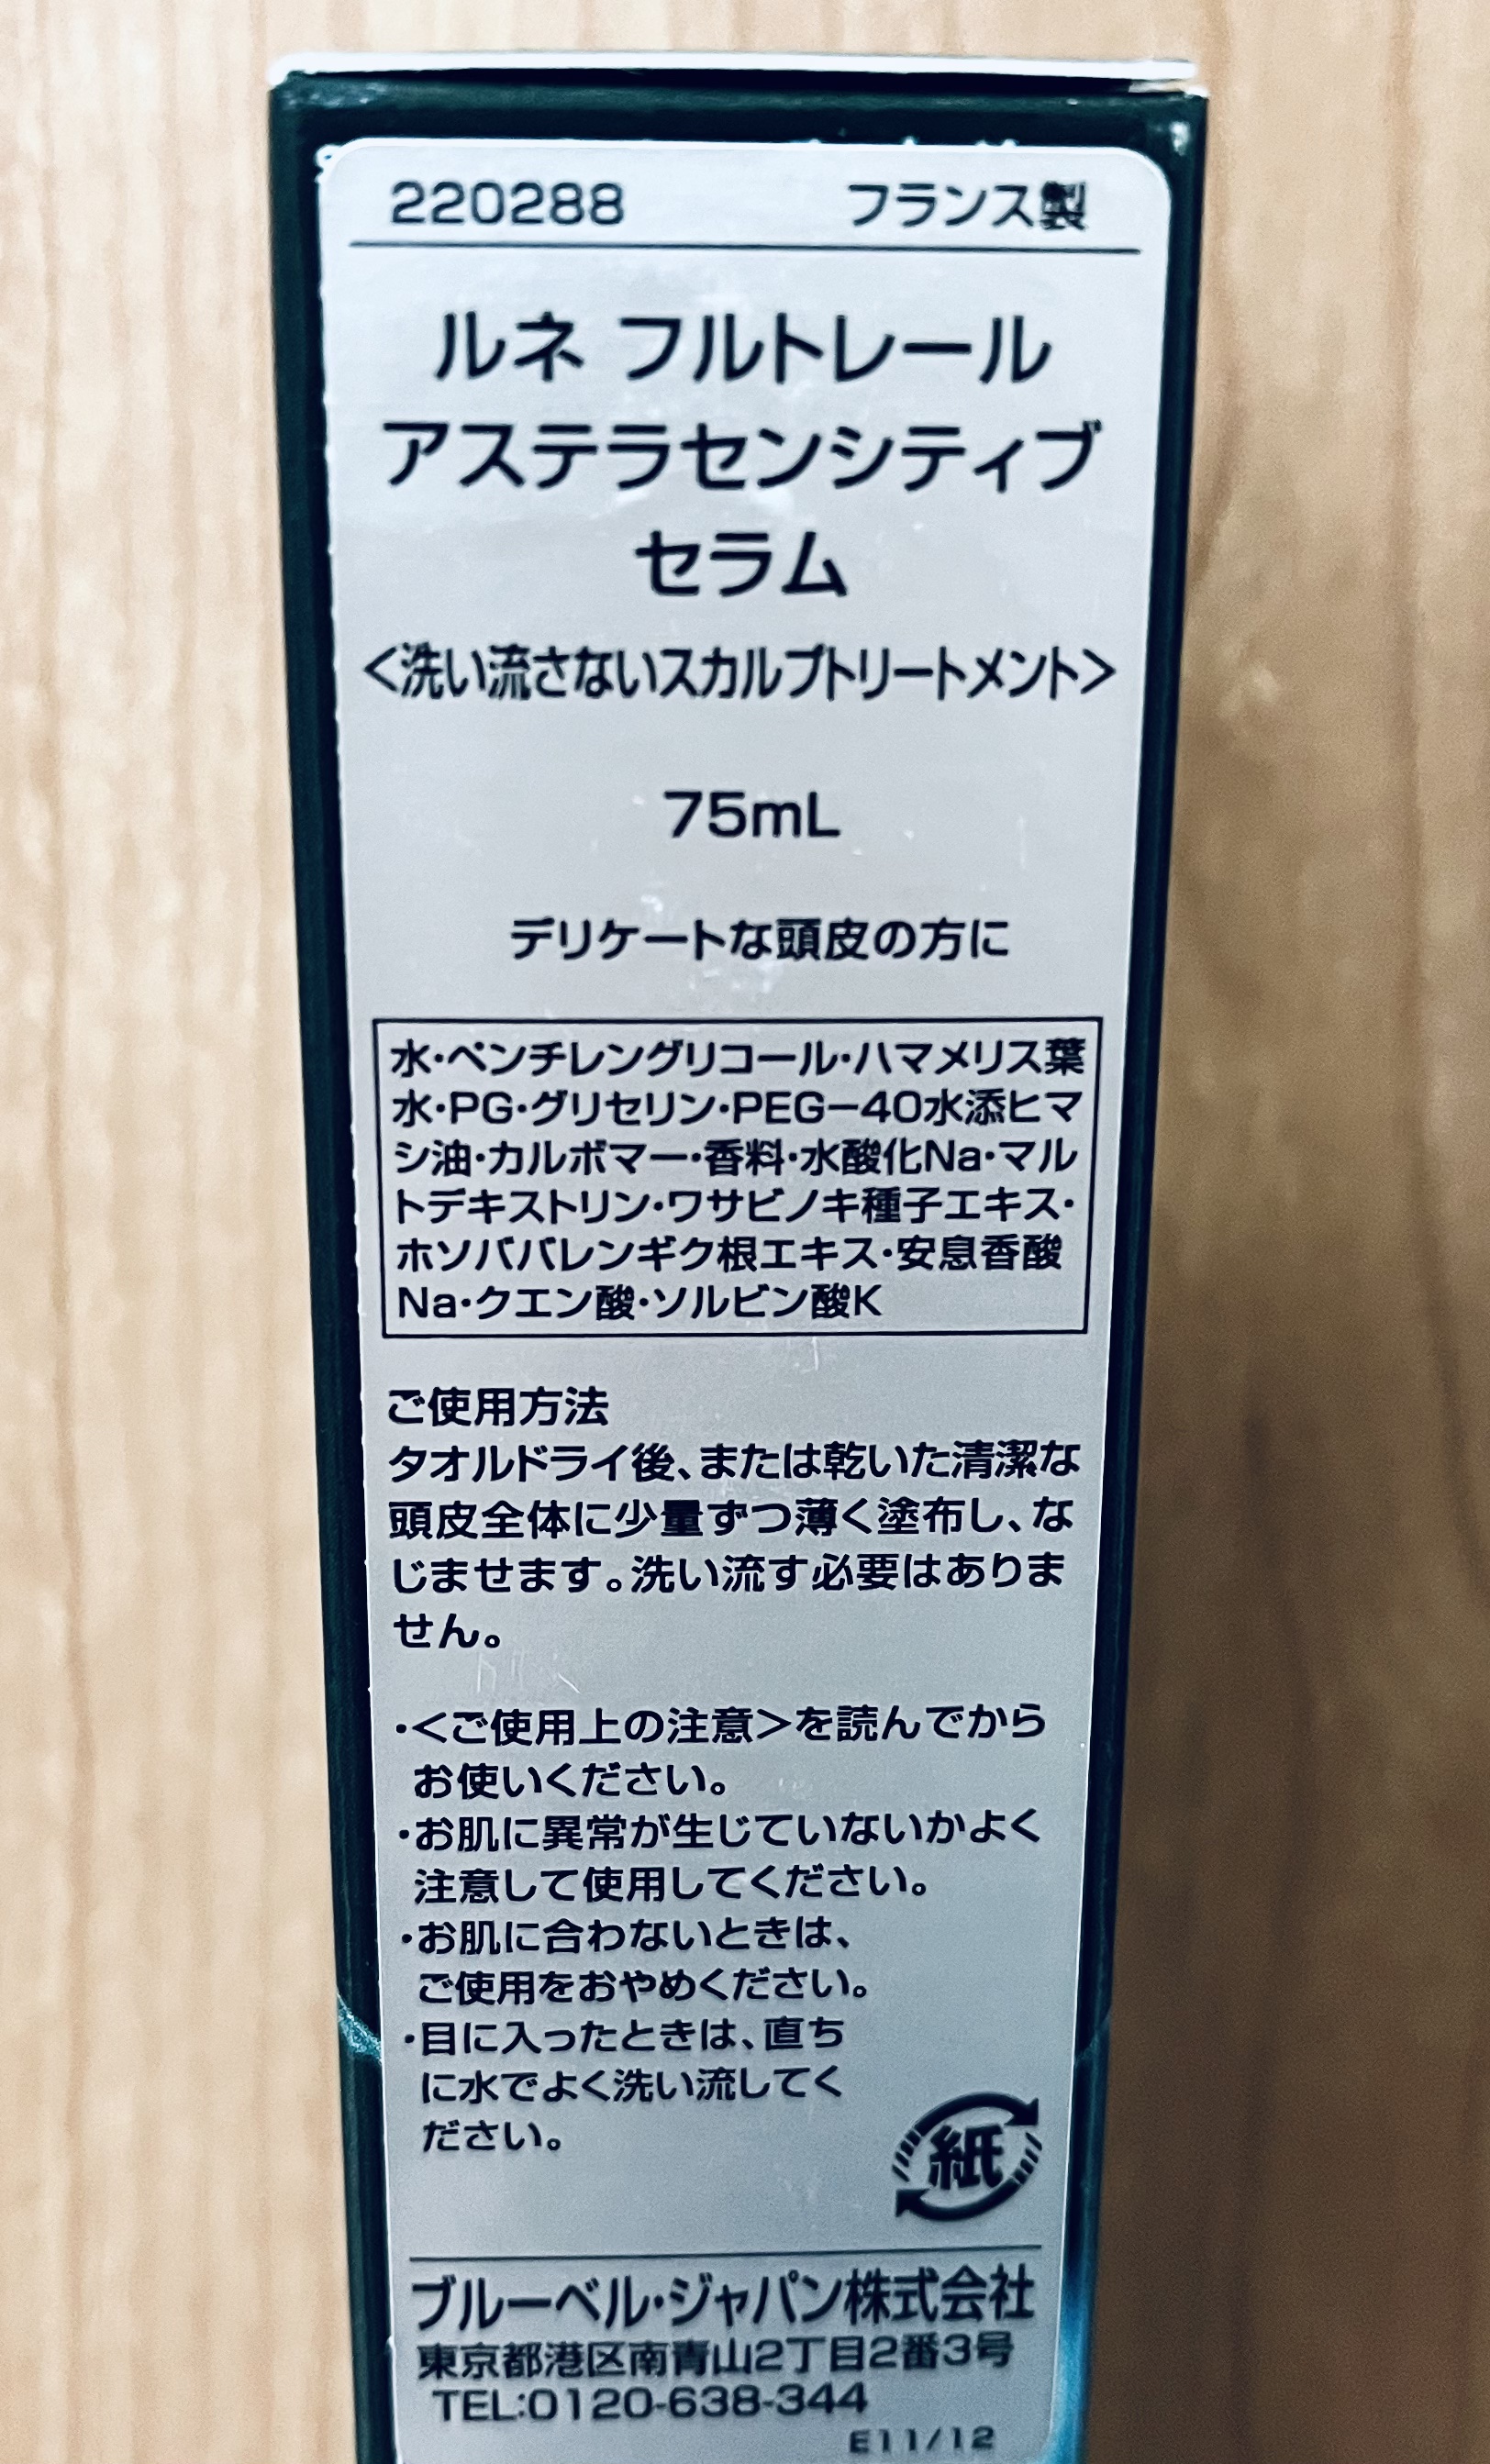 220288 フランス製
ルネ フルトレール
アステラセンシティブ
セラム
<洗い流さないスカルプトリートメント>
75mL
デリケートな頭皮の方に
水・ペンチレングリコール・ハマメリス葉
水・PG・グリセリン・PEG-40水添ヒマ
シ油・カルボマー・香料・水酸化Na・マル
トデキストリン・ワサビノキ種子エキス・
ホソババレンギク根エキス・安息香酸
Na・クエン酸・ソルビン酸K
ご使用方法
タオルドライ後、または乾いた清潔な
頭皮全体に少量ずつ薄く塗布し、な
じませます。洗い流す必要はありま
せん。
・<ご使用上の注意>を読んでから
お使いください。
・お肌に異常が生じていないかよく
注意して使用してください。
・お肌に合わないときは、
ご使用をおやめください。
・目に入ったときは、直ち
に水でよく洗い流してく
ださい。
紙
ブルーベル・ジャパン株式会社
東京都港区南青山2丁目2番3号
TEL:0120-638-344
E11/12